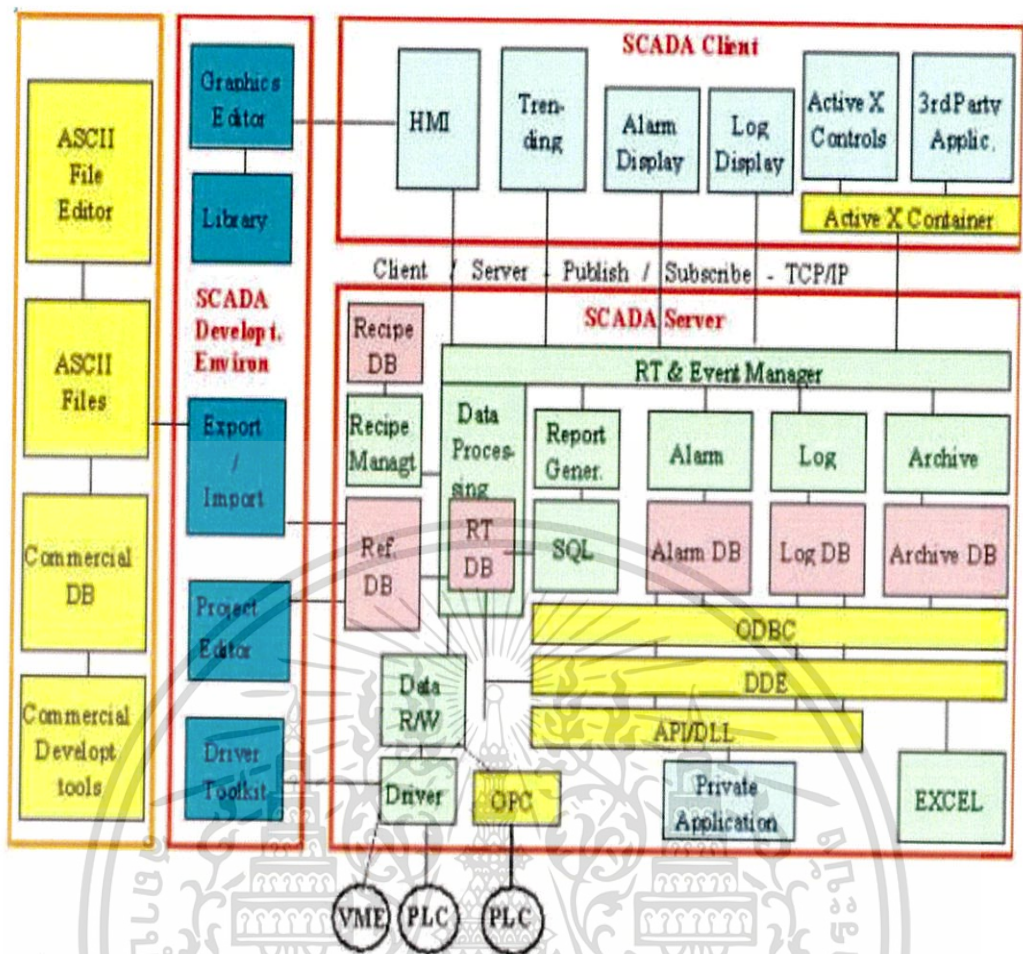 ASCII
File
Editor
ASCII
Files
Commercial
DB
Commercial
Developt
tools
Graphics
Editor
Library
SCADA
Developt.
Environ
Export
/
Import
Project
Editor
Driver
Toolkit
SCADA Client
HMI
Tren-
ding
Alarm
Display
Log
Display
Active X
Controls
3rdParty
Applic.
Active X Container
Client / Server - Publish / Subscribe - TCP/IP
SCADA Server
Recipe
DB
RT & Event Manager
Recipe
Managt
Data
Proces-
sing
Report
Gener.
Alarm
Log
Archive
Ref.
DB
RT
DB
SQL
Alarm DB
Log DB
Archive DB
ODBC
DDE
API/DLL
Data
R/W
Driver
OPC
Private
Application
EXCEL
VME
PLC
PLC